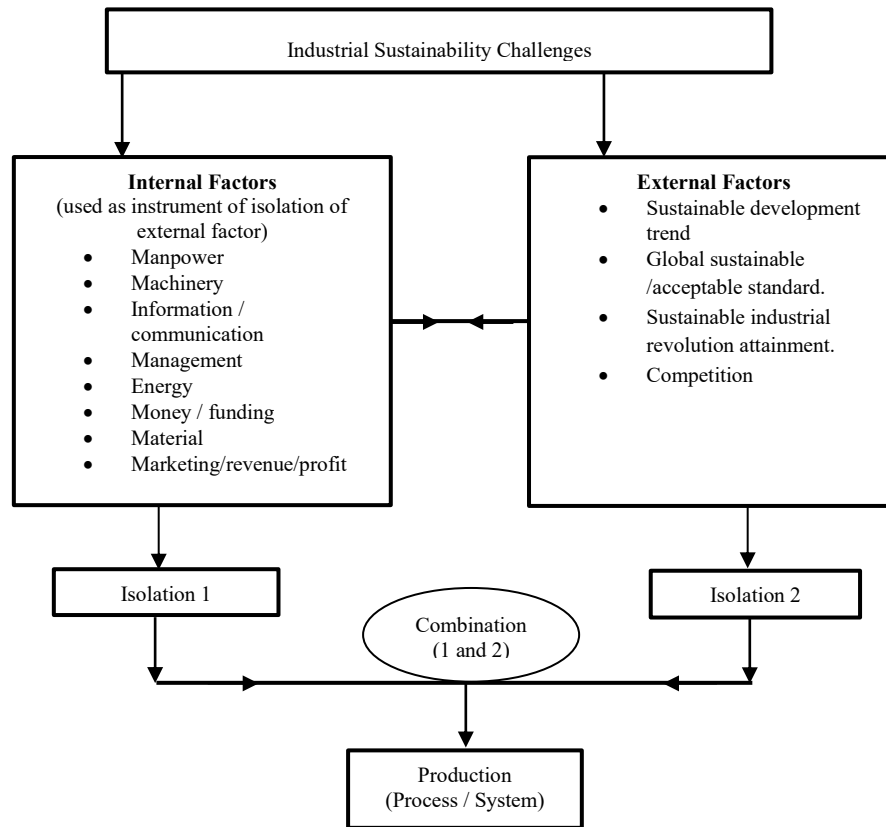 Industrial Sustainability Challenges
Internal Factors
(used as instrument of isolation of
external factor)
• Manpower
• Machinery
• Information /
communication
• Management
• Energy
• Money / funding
• Material
• Marketing/revenue/profit
External Factors
• Sustainable development
trend
• Global sustainable
/acceptable standard.
• Sustainable industrial
revolution attainment.
• Competition
Isolation 1
Isolation 2
Combination
(1 and 2)
Production
(Process / System)